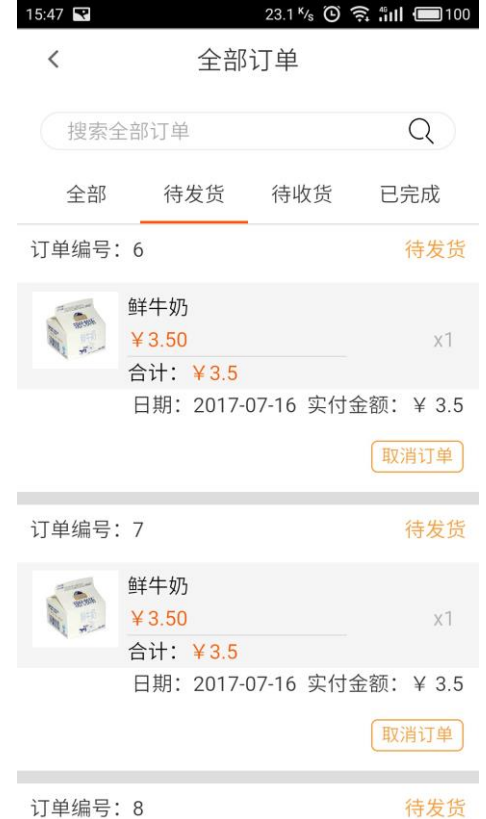 15:47 23.1 K/s 4G 100
全部订单
搜索全部订单
全部 待发货 待收货 已完成
订单编号：6 待发货
鲜牛奶
￥3.50 x1
合计：￥3.5
日期：2017-07-16 实付金额：￥ 3.5
取消订单
订单编号：7 待发货
鲜牛奶
￥3.50 x1
合计：￥3.5
日期：2017-07-16 实付金额：￥ 3.5
取消订单
订单编号：8 待发货